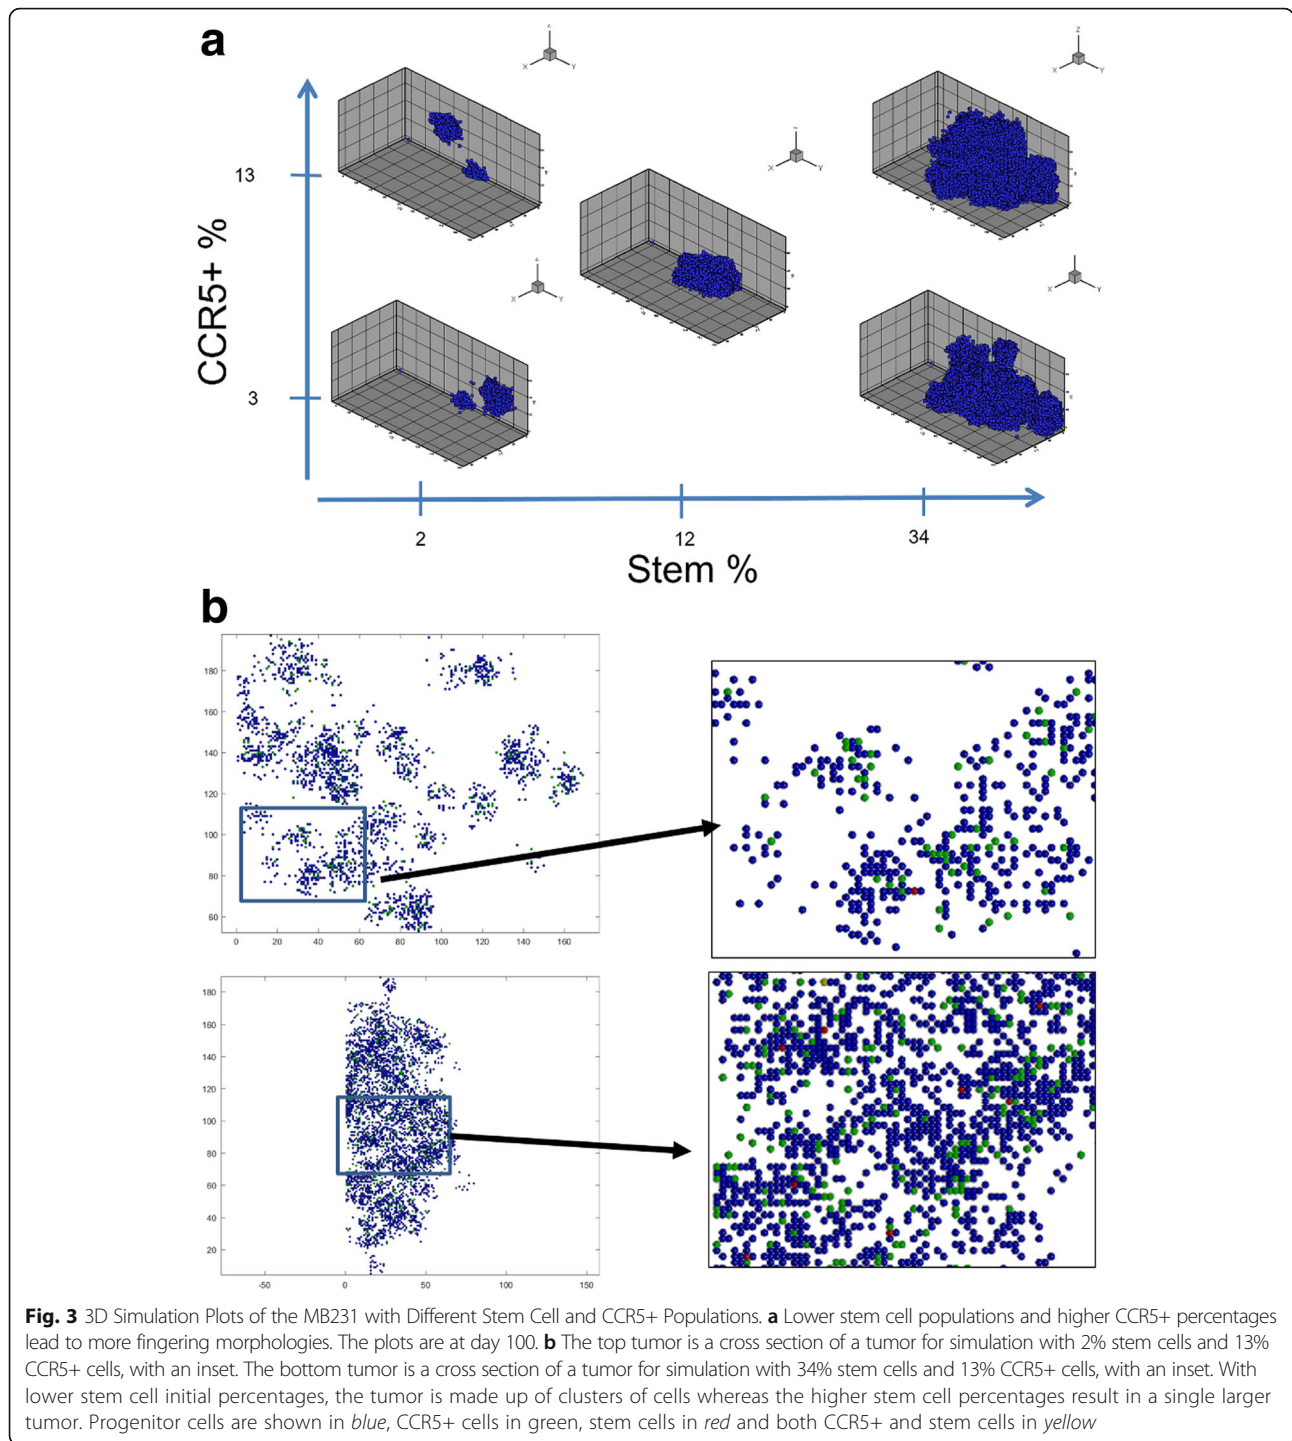 a
Z
X
Y
Z
X
Y
Z
X
Y
Z
X
Y
X
Y
CCR5+ %
13
3
2
12
34
Stem %
b
180
160
140
120
100
80
60
0
20
40
60
80
100
120
140
160
180
160
140
120
100
80
60
40
20
-50
0
50
100
150
Fig. 3 3D Simulation Plots of the MB231 with Different Stem Cell and CCR5+ Populations. a Lower stem cell populations and higher CCR5+ percentages
lead to more fingering morphologies. The plots are at day 100. b The top tumor is a cross section of a tumor for simulation with 2% stem cells and 13%
CCR5+ cells, with an inset. The bottom tumor is a cross section of a tumor for simulation with 34% stem cells and 13% CCR5+ cells, with an inset. With
lower stem cell initial percentages, the tumor is made up of clusters of cells whereas the higher stem cell percentages result in a single larger
tumor. Progenitor cells are shown in blue, CCR5+ cells in green, stem cells in red and both CCR5+ and stem cells in yellow